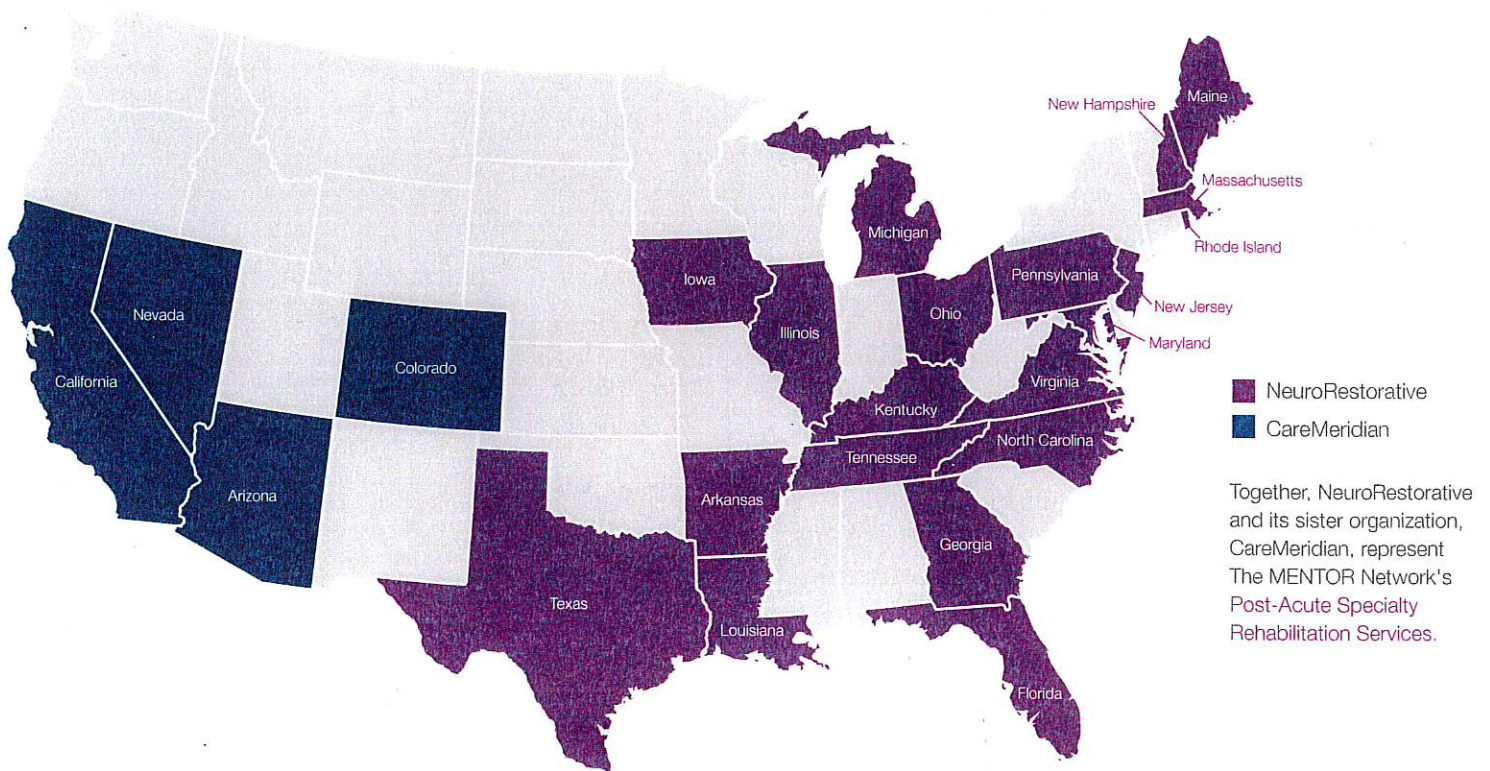 Maine
New Hampshire
Massachusetts
Michigan
Rhode Island
Iowa
Pennsylvania
Nevada
New Jersey
Ohio
Illinois
Maryland
Colorado
California
Virginia
Kentucky
North Carolina
Tennessee
Arizona
Arkansas
Georgia
Texas
Louisiana
Florida
NeuroRestorative
CareMeridian
Together, NeuroRestorative
and its sister organization,
CareMeridian, represent
The MENTOR Network's
Post-Acute Specialty
Rehabilitation Services.